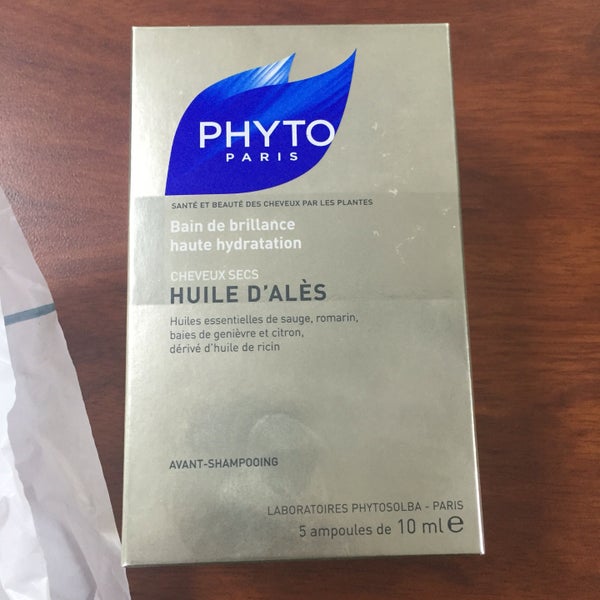 PHYTO
PARIS
SANTÉ ET BEAUTÉ DES CHEVEUX PAR LES PLANTES
Bain de brillance
haute hydratation
CHEVEUX SECS
HUILE D'ALÈS
Huiles essentielles de sauge, romarin,
baies de genièvre et citron,
dérivé d'huile de ricin
AVANT-SHAMPOOING
LABORATOIRES PHYTOSOLBA - PARIS
5 ampoules de 10 ml e